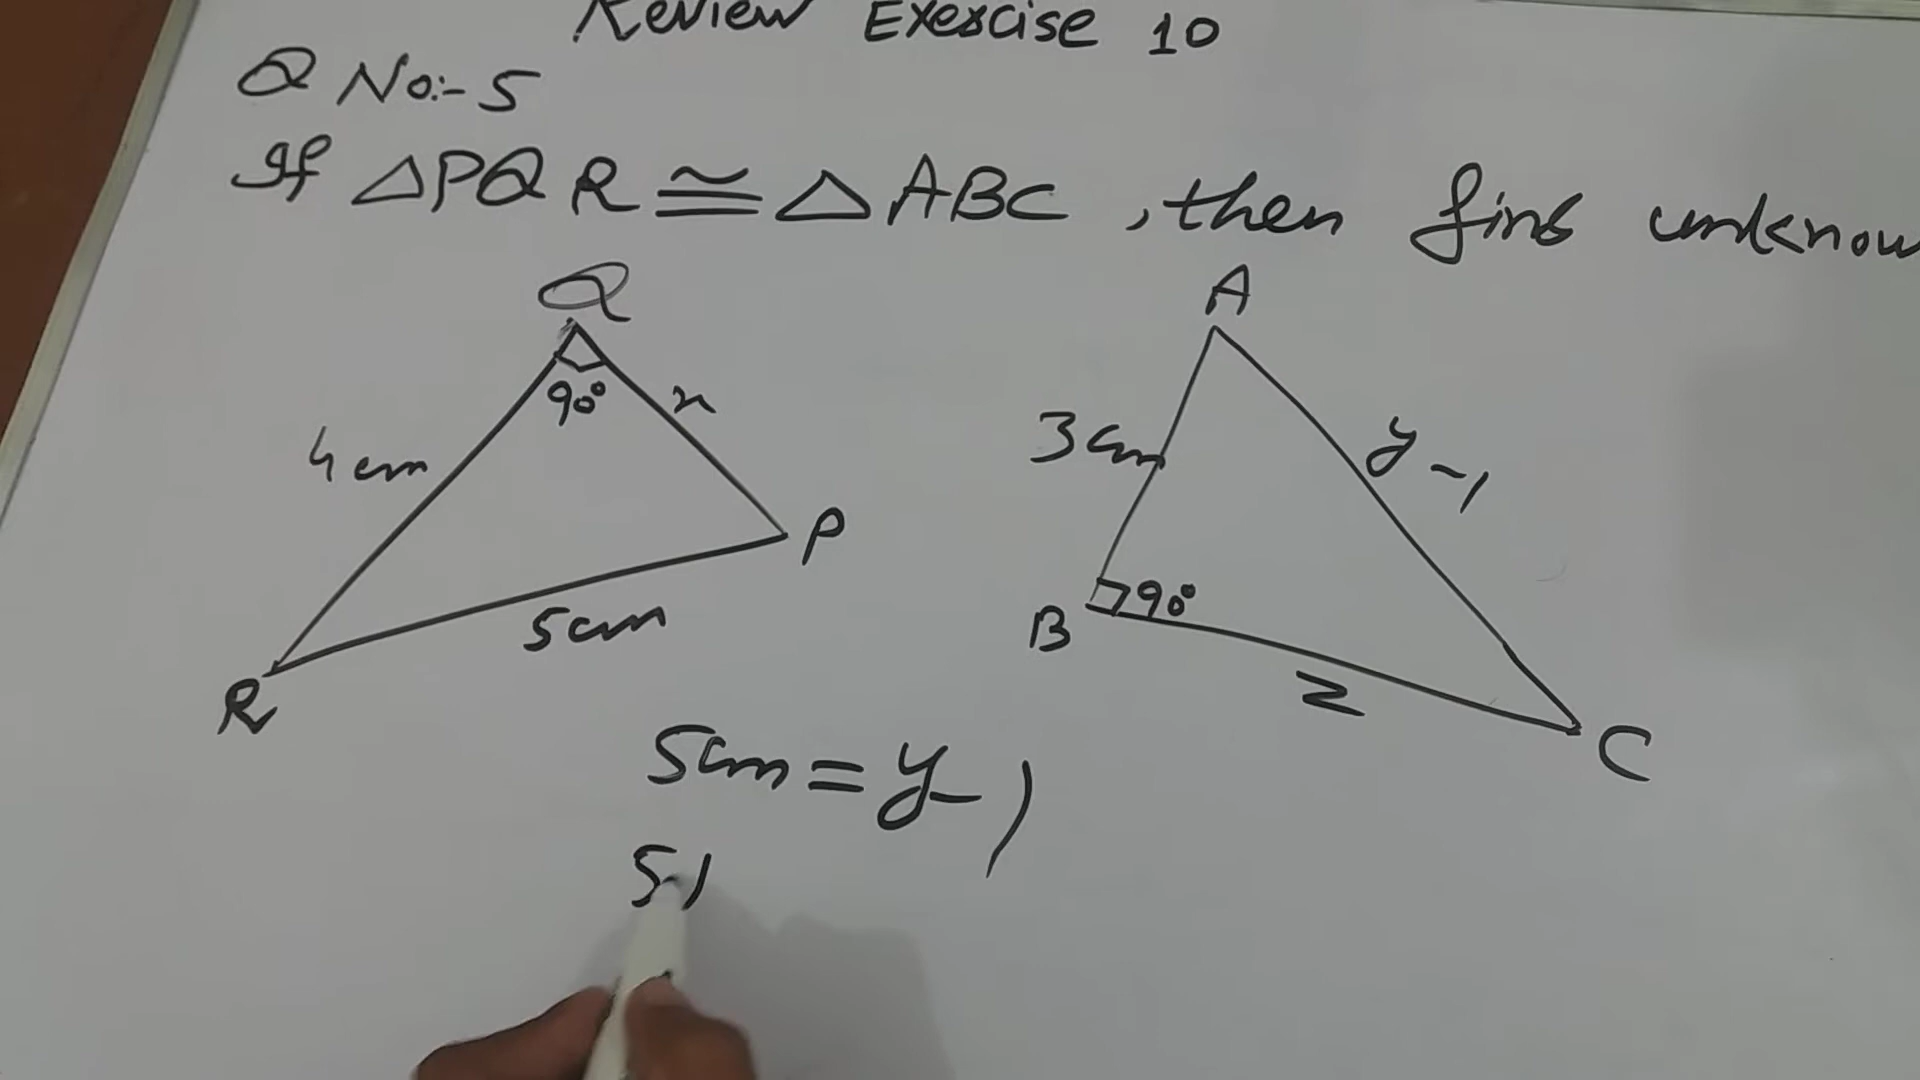 Review Exercise 10
Q No:- 5
If △PQR ≅ △ABC, then find unknow
Q
90°
x
4cm
P
5cm
R
A
3cm
y-1
B
90°
z
C
5cm = y-1
5